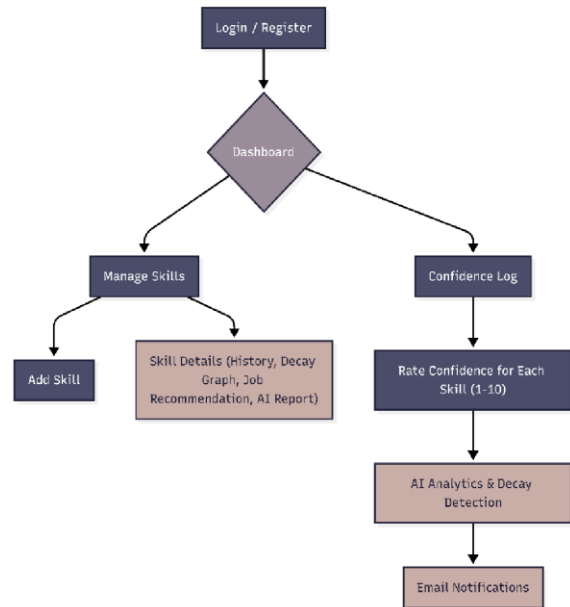 Login / Register
Dashboard
Manage Skills
Confidence Log
Add Skill
Skill Details (History, Decay
Graph, Job
Recommendation, AI Report)
Rate Confidence for Each
Skill (1-10)
AI Analytics & Decay
Detection
Email Notifications